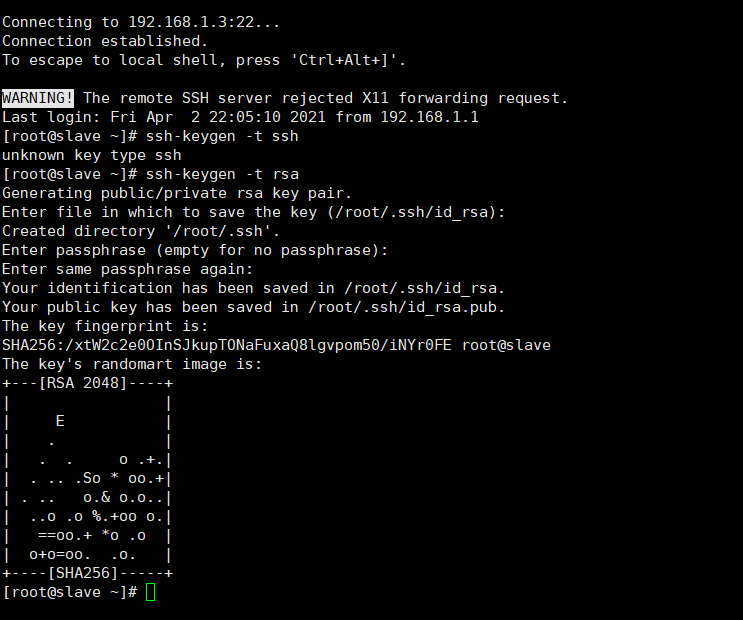 Connecting to 192.168.1.3:22...
Connection established.
To escape to local shell, press 'Ctrl+Alt+]'.

WARNING! The remote SSH server rejected X11 forwarding request.
Last login: Fri Apr  2 22:05:10 2021 from 192.168.1.1
[root@slave ~]# ssh-keygen -t ssh
unknown key type ssh
[root@slave ~]# ssh-keygen -t rsa
Generating public/private rsa key pair.
Enter file in which to save the key (/root/.ssh/id_rsa):
Created directory '/root/.ssh'.
Enter passphrase (empty for no passphrase):
Enter same passphrase again:
Your identification has been saved in /root/.ssh/id_rsa.
Your public key has been saved in /root/.ssh/id_rsa.pub.
The key fingerprint is:
SHA256:/xtW2c2e0OInSJkupTONaFuxaQ8lgvpom50/iNYr0FE root@slave
The key's randomart image is:
+---[RSA 2048]----+
|                 |
|     E           |
|    .            |
|   .  .     o .+.|
|  . .. .So * oo.+|
| . ..   o.& o.o..|
|  ..o .o %.+oo o.|
|   ==oo.+ *o .o  |
|  o+o=oo.  .o.   |
+----[SHA256]-----+
[root@slave ~]#